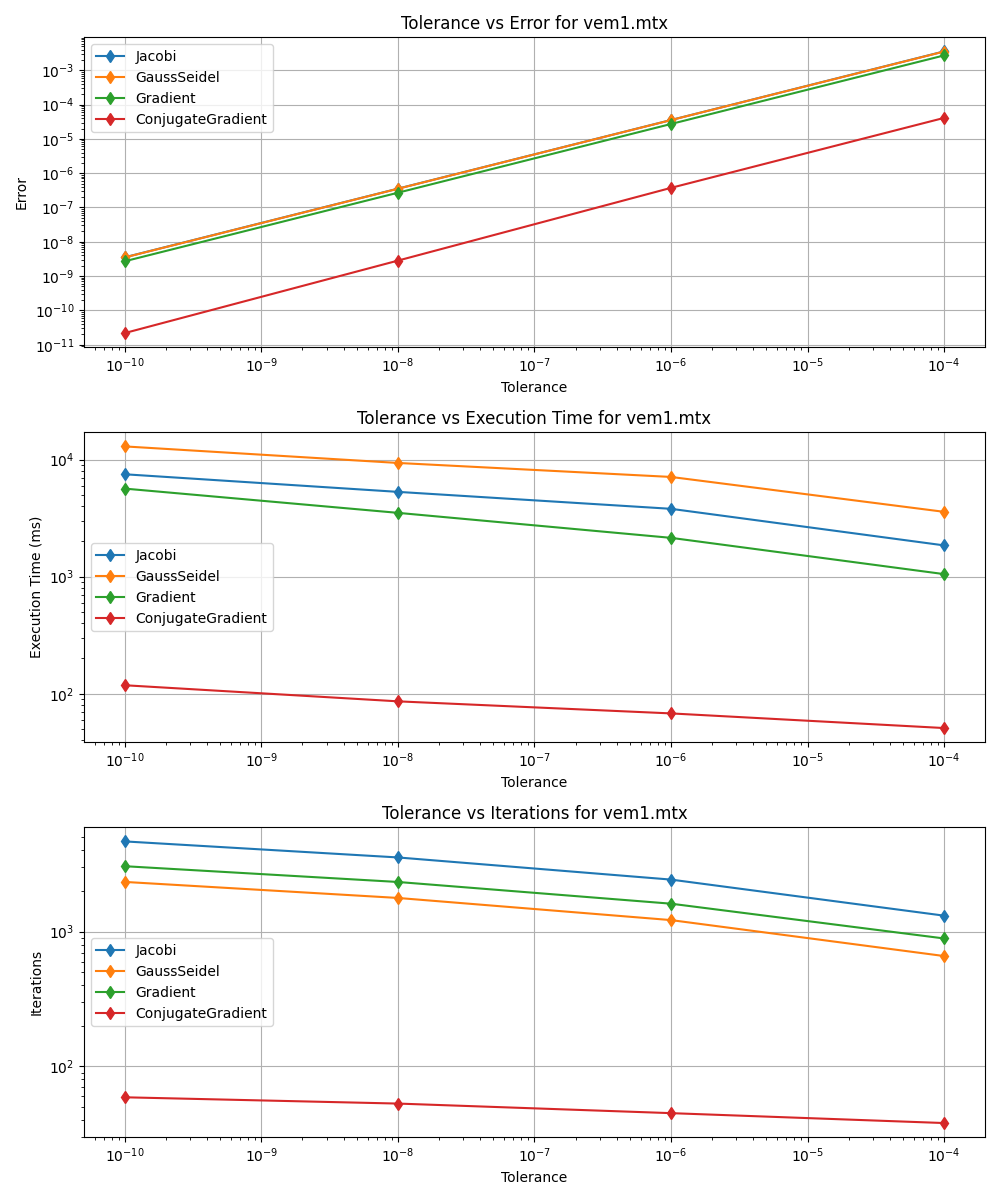 Tolerance vs Error for vem1.mtx
Jacobi
GaussSeidel
Gradient
ConjugateGradient
Error
10⁻³
10⁻⁴
10⁻⁵
10⁻⁶
10⁻⁷
10⁻⁸
10⁻⁹
10⁻¹⁰
10⁻¹¹
10⁻¹⁰ 10⁻⁹ 10⁻⁸ 10⁻⁷ 10⁻⁶ 10⁻⁵ 10⁻⁴
Tolerance
Tolerance vs Execution Time for vem1.mtx
Execution Time (ms)
10⁴
10³
10²
Jacobi
GaussSeidel
Gradient
ConjugateGradient
10⁻¹⁰ 10⁻⁹ 10⁻⁸ 10⁻⁷ 10⁻⁶ 10⁻⁵ 10⁻⁴
Tolerance
Tolerance vs Iterations for vem1.mtx
Iterations
10³
10²
Jacobi
GaussSeidel
Gradient
ConjugateGradient
10⁻¹⁰ 10⁻⁹ 10⁻⁸ 10⁻⁷ 10⁻⁶ 10⁻⁵ 10⁻⁴
Tolerance